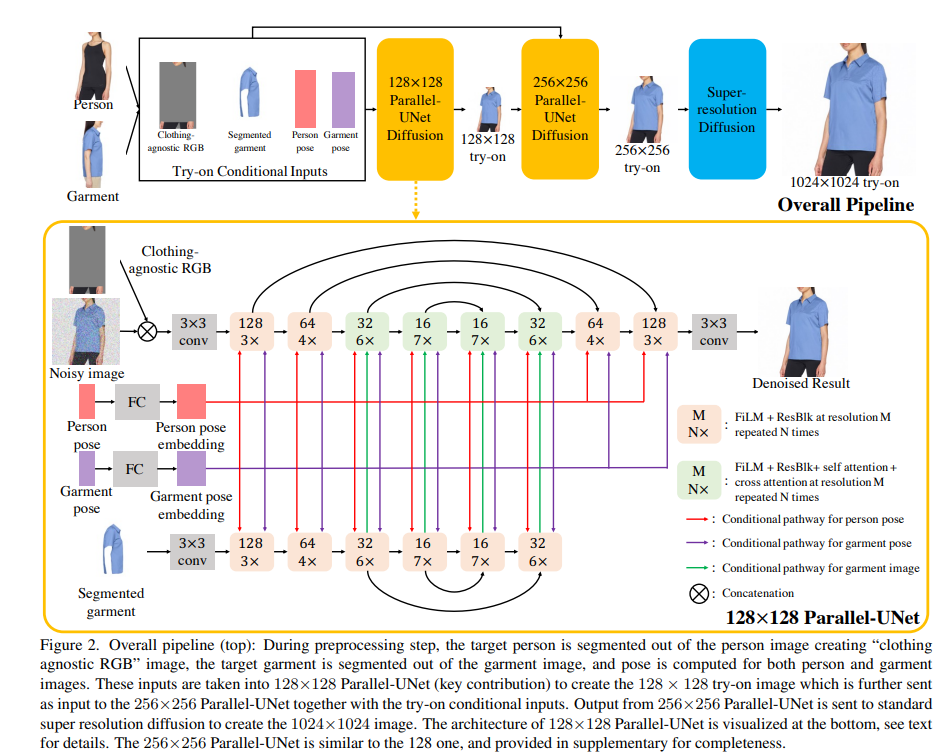 Person
Garment
Clothing-
agnostic RGB
Segmented
garment
Person
pose
Garment
pose
Try-on Conditional Inputs
128×128
Parallel-
UNet
Diffusion
128×128
try-on
256×256
Parallel-
UNet
Diffusion
256×256
try-on
Super-
resolution
Diffusion
1024×1024 try-on
Overall Pipeline
Clothing-
agnostic RGB
Noisy image
3×3
conv
128
3×
64
4×
32
6×
16
7×
16
7×
32
6×
64
4×
128
3×
3×3
conv
Denoised Result
Person
pose
FC
Person pose
embedding
Garment
pose
FC
Garment pose
embedding
Segmented
garment
3×3
conv
128
3×
64
4×
32
6×
16
7×
16
7×
32
6×
M
N×
: FiLM + ResBlk at resolution M
repeated N times
M
N×
: FiLM + ResBlk+ self attention +
cross attention at resolution M
repeated N times
: Conditional pathway for person pose
: Conditional pathway for garment pose
: Conditional pathway for garment image
: Concatenation
128×128 Parallel-UNet
Figure 2. Overall pipeline (top): During preprocessing step, the target person is segmented out of the person image creating “clothing
agnostic RGB” image, the target garment is segmented out of the garment image, and pose is computed for both person and garment
images. These inputs are taken into 128×128 Parallel-UNet (key contribution) to create the 128 × 128 try-on image which is further sent
as input to the 256×256 Parallel-UNet together with the try-on conditional inputs. Output from 256×256 Parallel-UNet is sent to standard
super resolution diffusion to create the 1024×1024 image. The architecture of 128×128 Parallel-UNet is visualized at the bottom, see text
for details. The 256×256 Parallel-UNet is similar to the 128 one, and provided in supplementary for completeness.